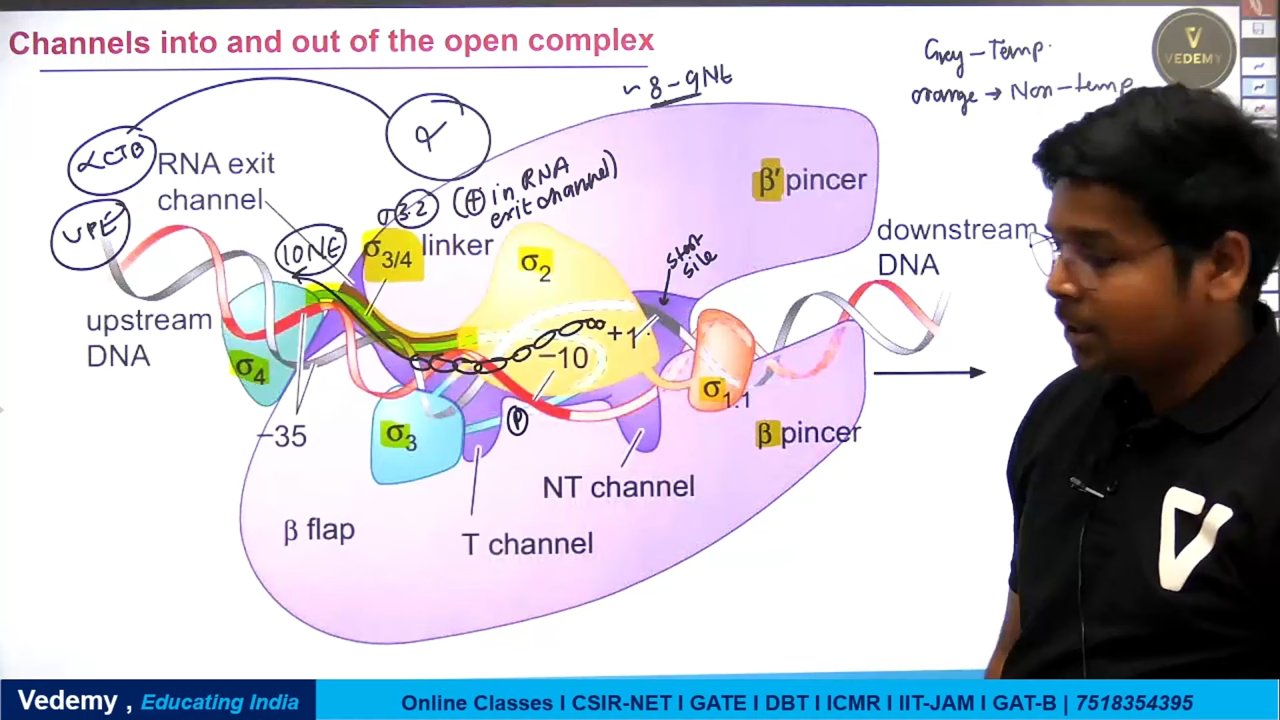 Channels into and out of the open complex
VEDEMY
Grey - Temp.
orange → Non-temp
~ 8-9Nt
α
αCTD
UPE
RNA exit
channel
σ3.2
(+ in RNA
exit channel)
10NE
σ3/4 linker
σ2
start
site
β' pincer
downstream
DNA
upstream
DNA
+1
-10
σ4
σ3
σ1.1
-35
P
β pincer
NT channel
β flap
T channel
Vedemy , Educating India
Online Classes I CSIR-NET I GATE I DBT I ICMR I IIT-JAM I GAT-B | 7518354395